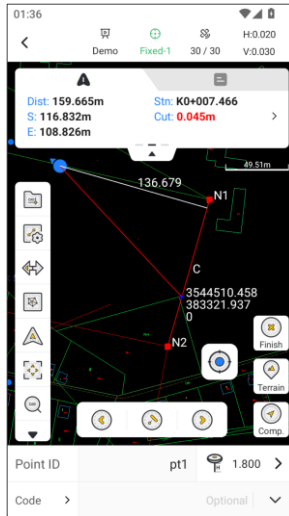 01:36
Demo
Fixed-1
30 / 30
H:0.020
V:0.030
Dist: 159.665m
Stn: K0+007.466
S: 116.832m
Cut: 0.045m
E: 108.826m
49.51m
136.679
N1
C
3544510.458
383321.937
0
N2
Finish
Terrain
Comp.
Point ID
pt1
1.800
Code
Optional